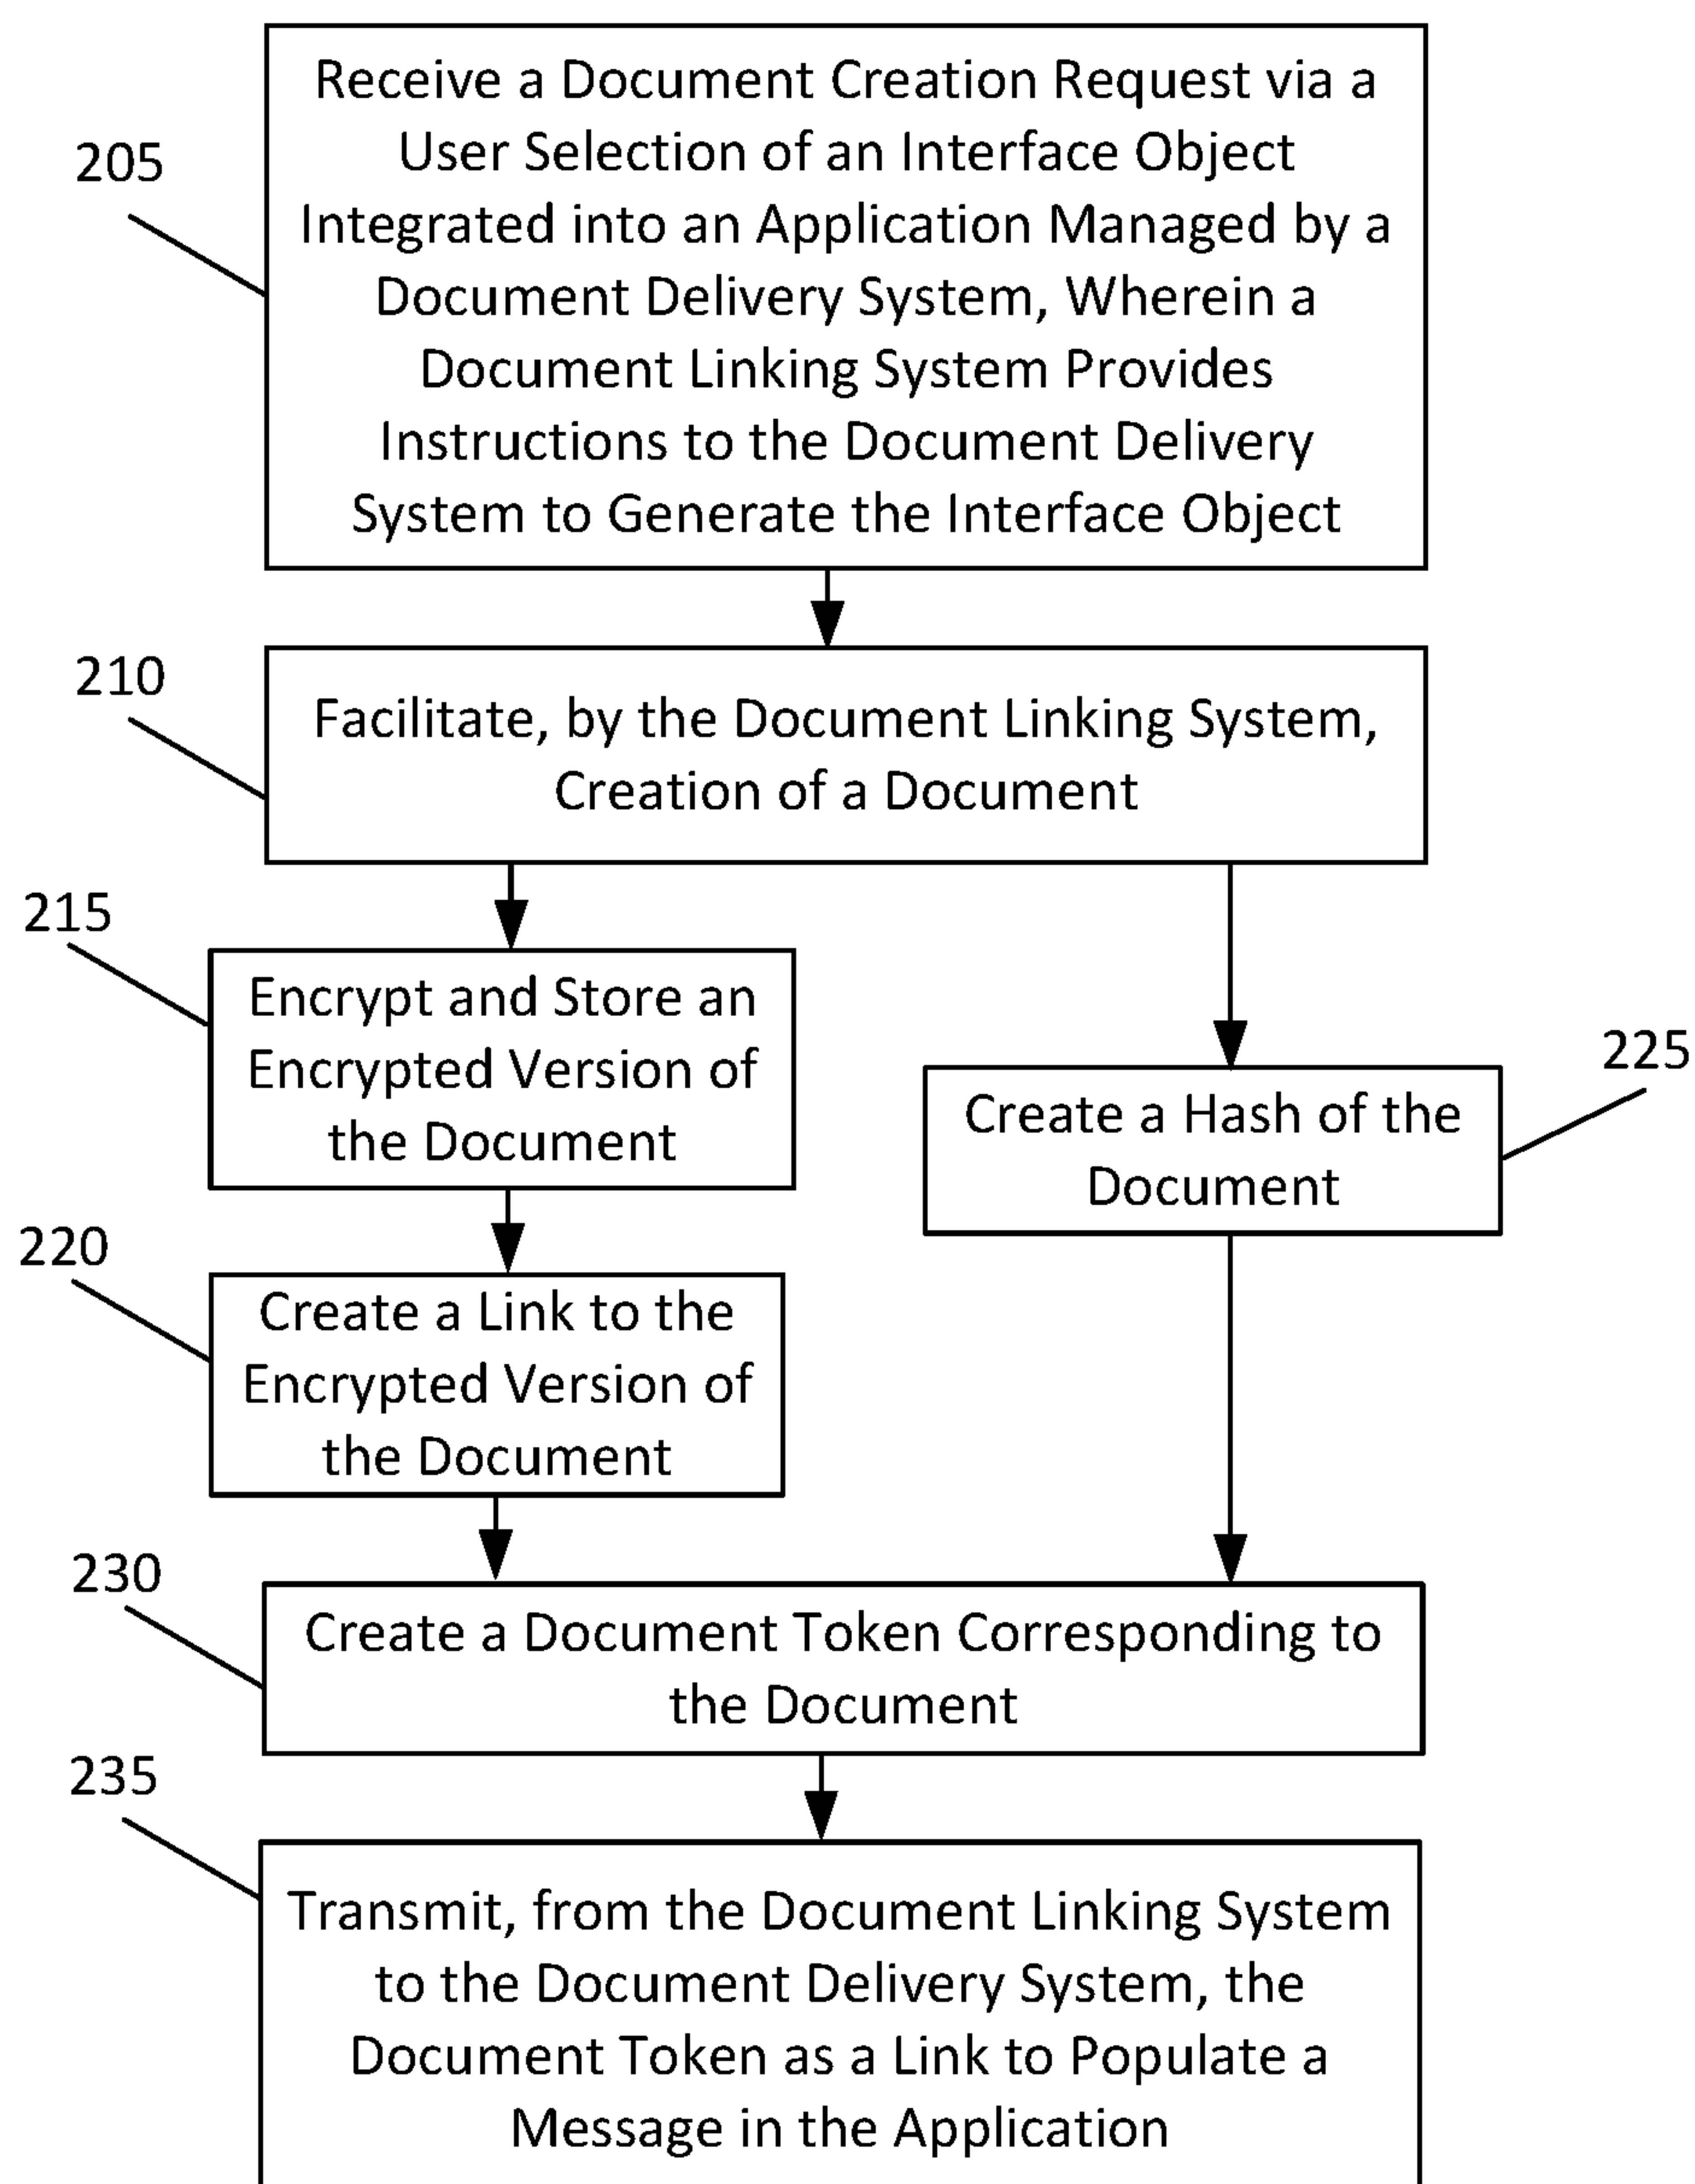 205
Receive a Document Creation Request via a
User Selection of an Interface Object
Integrated into an Application Managed by a
Document Delivery System, Wherein a
Document Linking System Provides
Instructions to the Document Delivery
System to Generate the Interface Object
210
Facilitate, by the Document Linking System,
Creation of a Document
215
Encrypt and Store an
Encrypted Version of
the Document
225
Create a Hash of the
Document
220
Create a Link to the
Encrypted Version of
the Document
230
Create a Document Token Corresponding to
the Document
235
Transmit, from the Document Linking System
to the Document Delivery System, the
Document Token as a Link to Populate a
Message in the Application